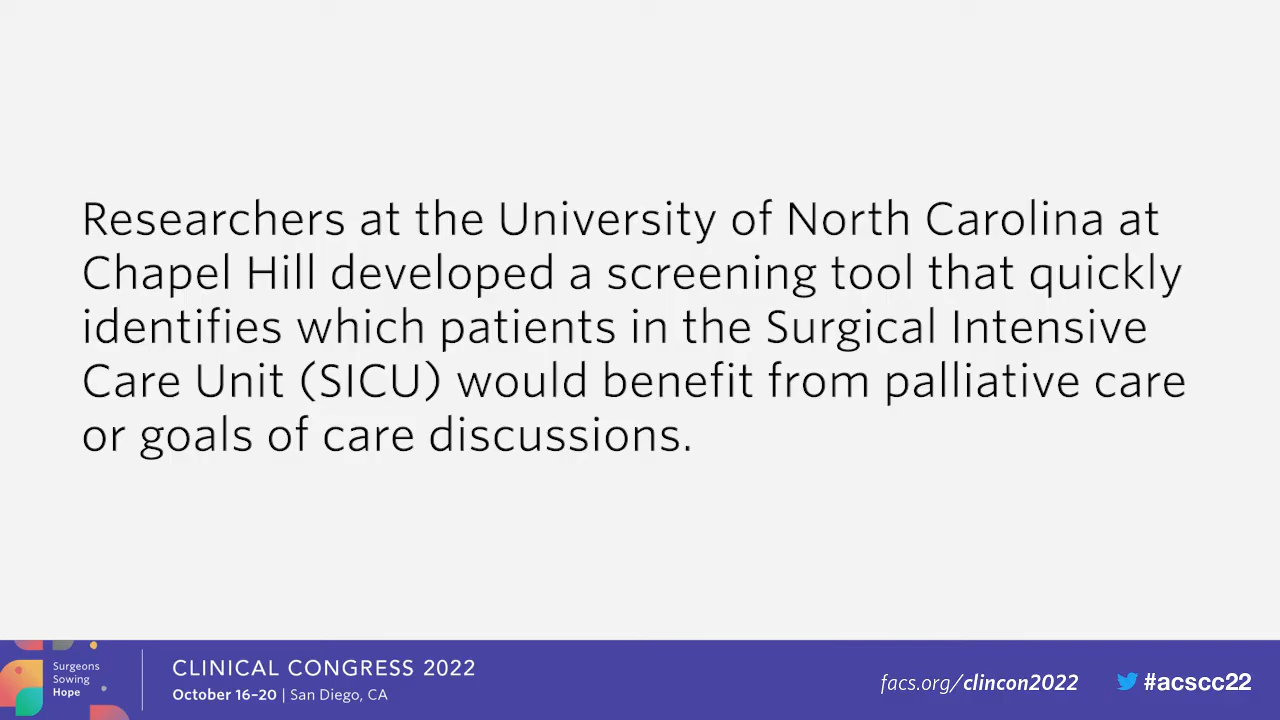 Researchers at the University of North Carolina at
Chapel Hill developed a screening tool that quickly
identifies which patients in the Surgical Intensive
Care Unit (SICU) would benefit from palliative care
or goals of care discussions.
Surgeons
Sowing
Hope
CLINICAL CONGRESS 2022
October 16–20 | San Diego, CA
facs.org/clincon2022
#acscc22